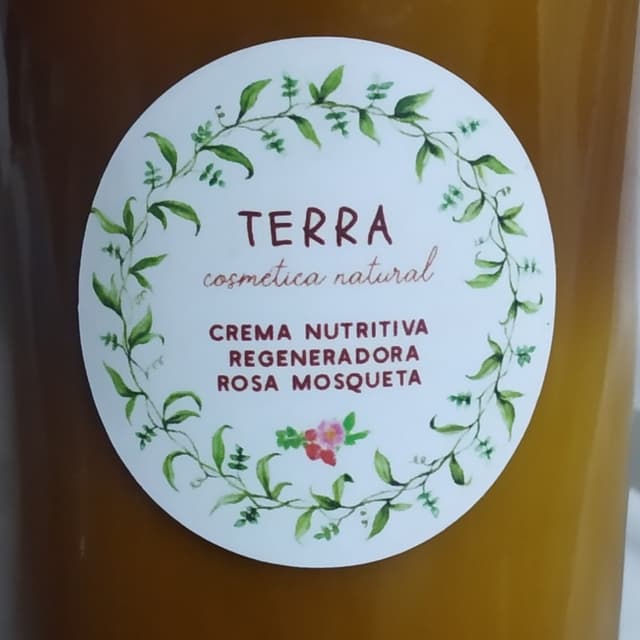 TERRA
cosmética natural
CREMA NUTRITIVA
REGENERADORA
ROSA MOSQUETA